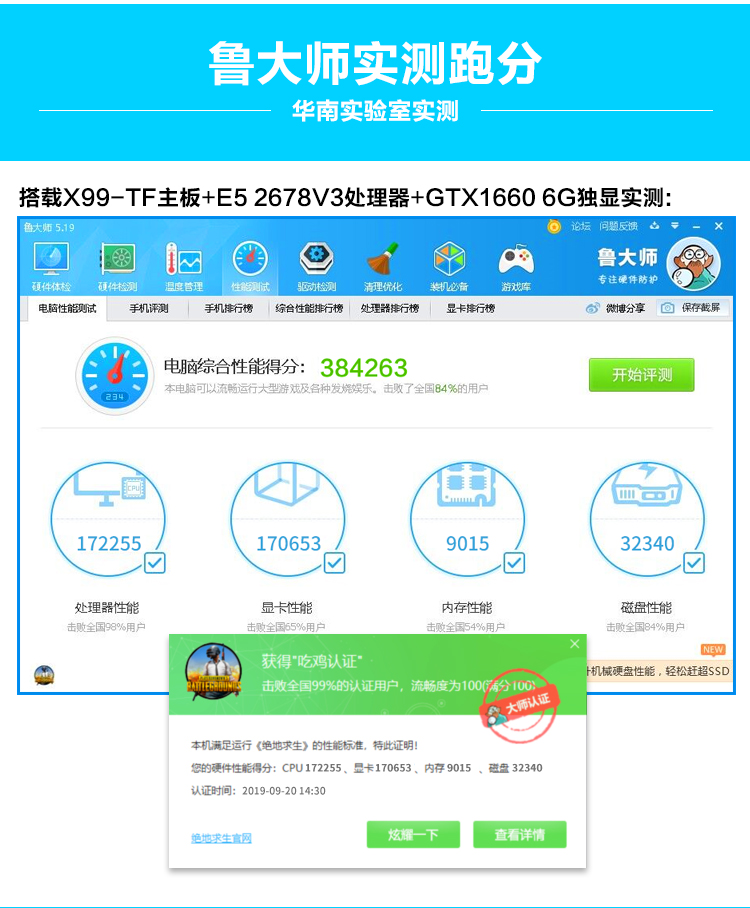 鲁大师实测跑分
华南实验室实测
搭载X99-TF主板+E5 2678V3处理器+GTX1660 6G独显实测:
鲁大师 5.19
论坛 问题反馈
硬件体检 硬件检测 温度管理 性能测试 驱动检测 清理优化 装机必备 游戏库
鲁大师
专注硬件防护
电脑性能测试 手机评测 手机排行榜 综合性能排行榜 处理器排行榜 显卡排行榜 微博分享 保存截屏
电脑综合性能得分: 384263
本电脑可以流畅运行大型游戏及各种发烧娱乐。击败了全国84%的用户
开始评测
234
CPU
172255 170653 9015 32340
处理器性能 显卡性能 内存性能 磁盘性能
击败全国98%用户 击败全国65%用户 击败全国54%用户 击败全国84%用户
NEW
升机械硬盘性能，轻松赶超SSD
BATTLEGROUNDS
获得"吃鸡认证"
击败全国99%的认证用户，流畅度为100(满分100)
大师认证
本机满足运行《绝地求生》的性能标准，特此证明!
您的硬件性能得分: CPU 172255 、显卡170653 、内存 9015 、磁盘 32340
认证时间: 2019-09-20 14:30
绝地求生官网
炫耀一下 查看详情